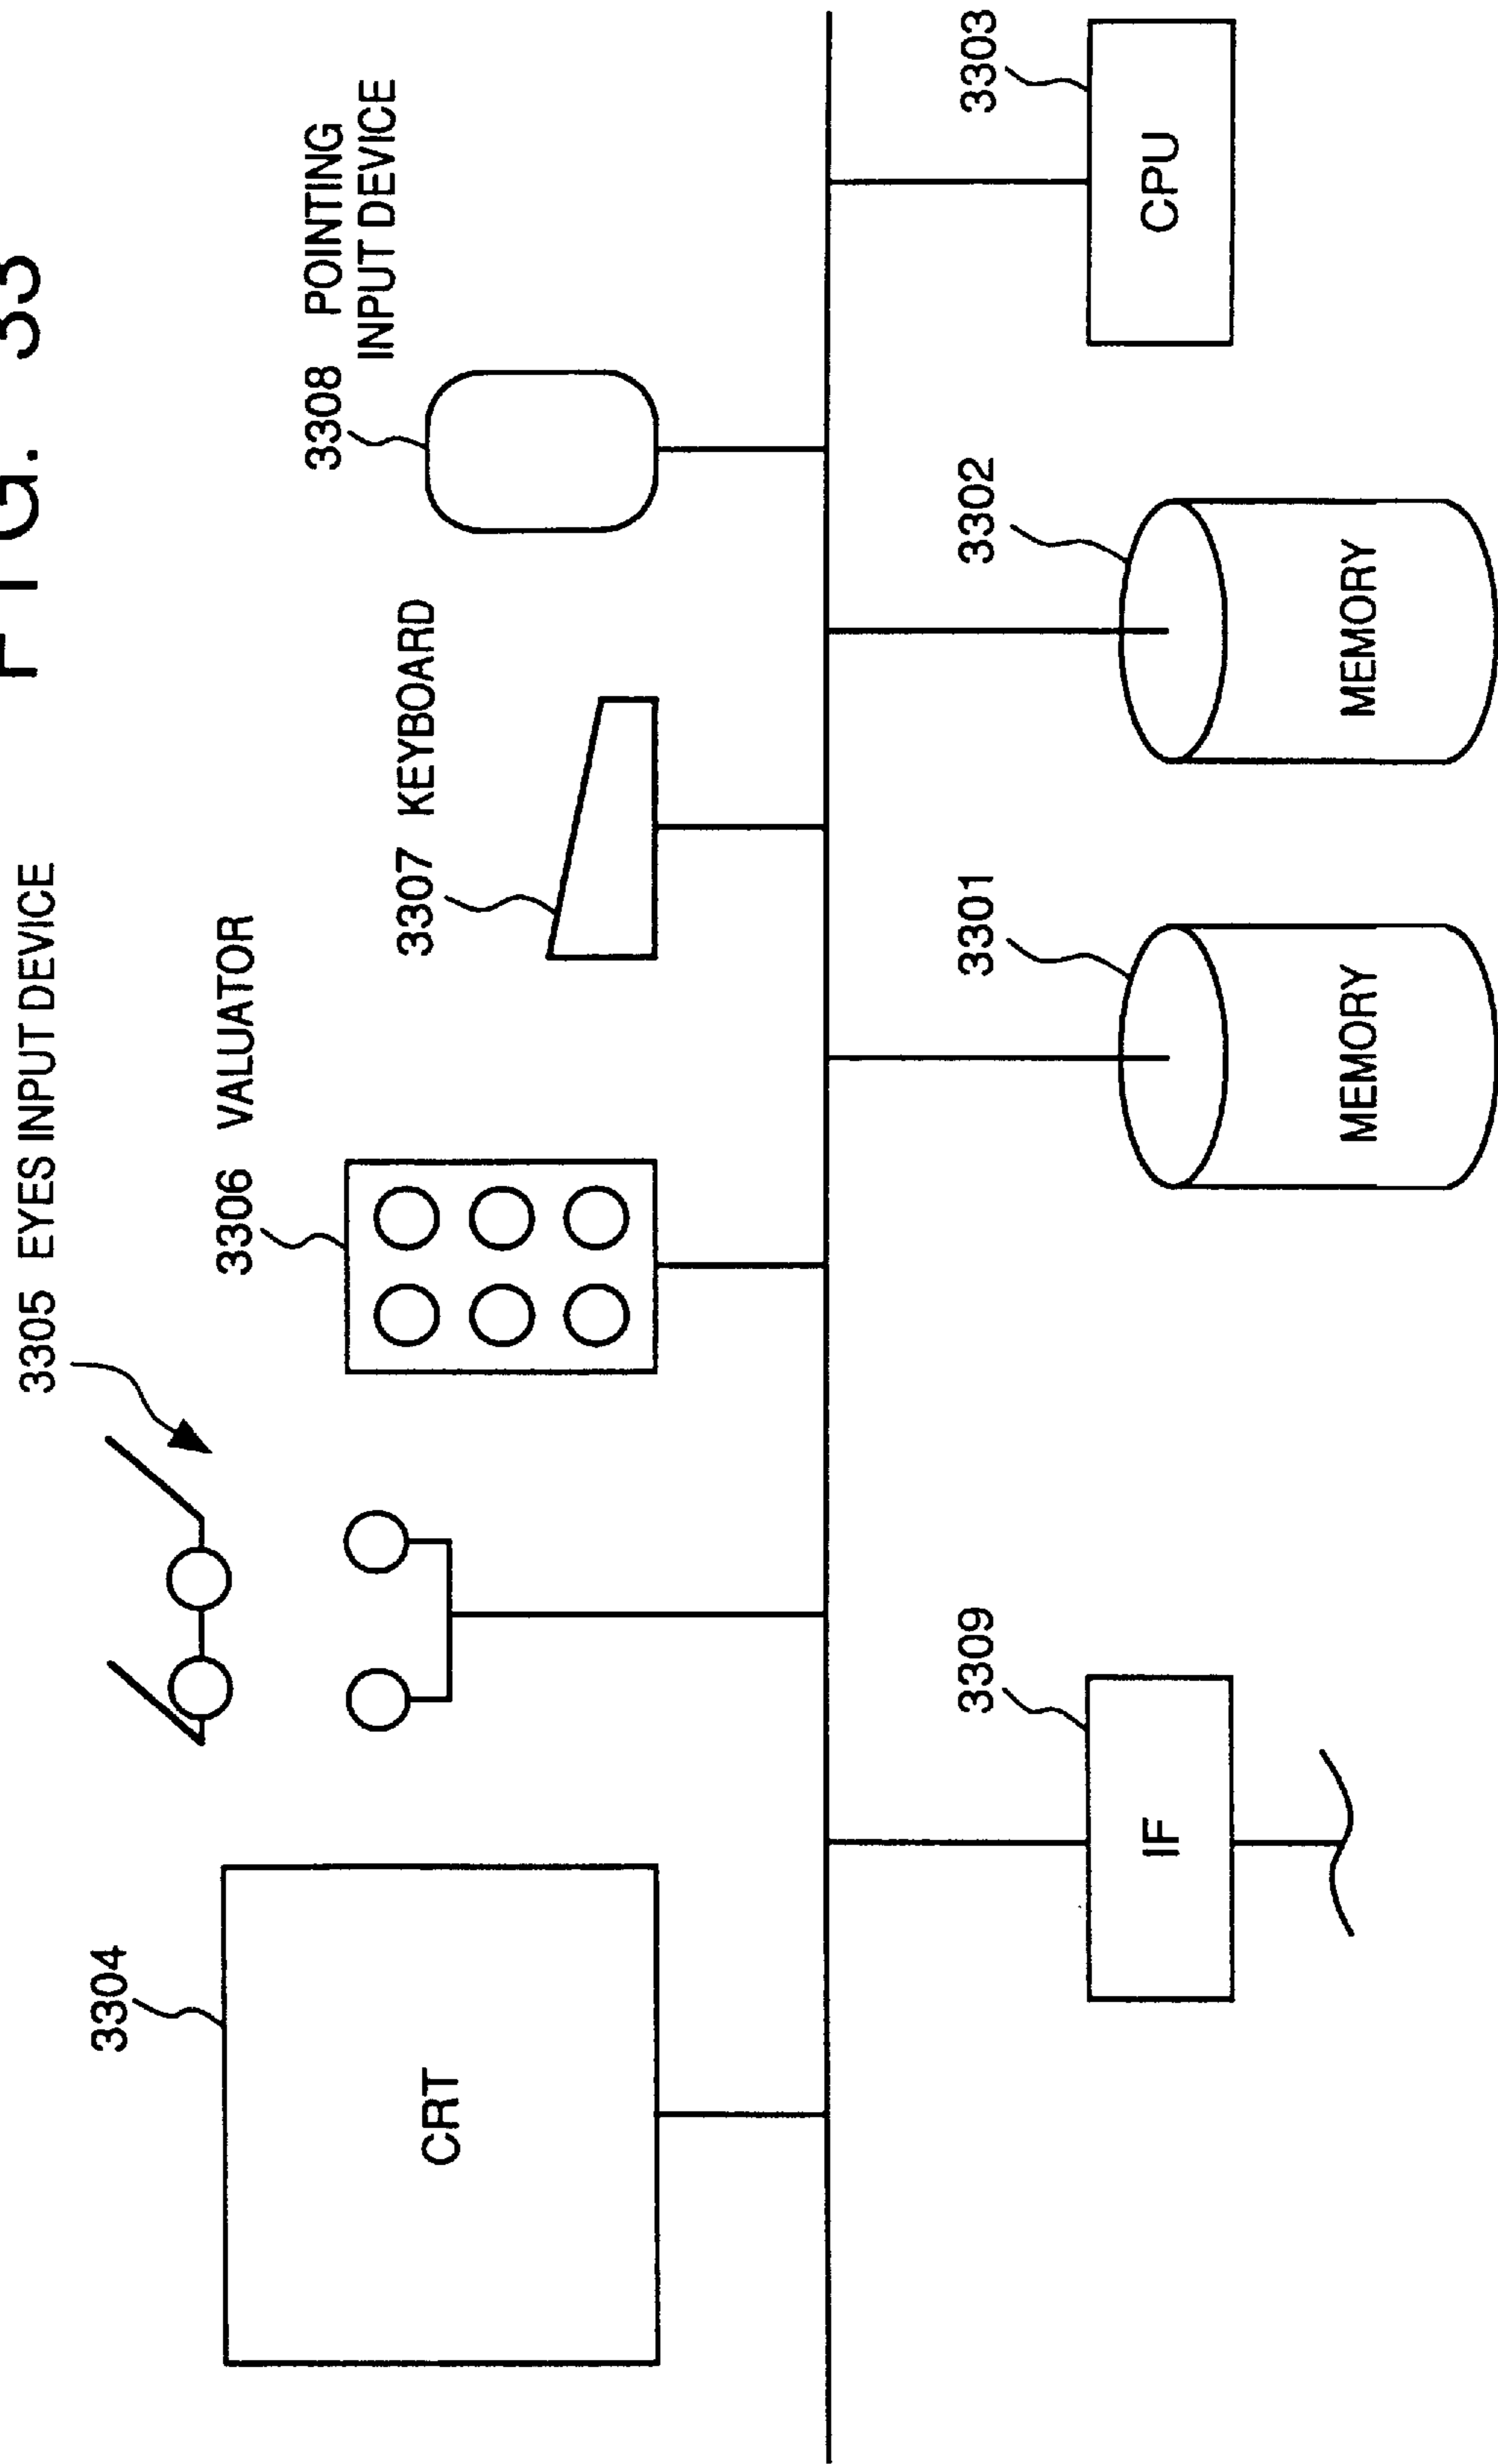 FIG. 33
3304
CRT
3305 EYES INPUT DEVICE
3306 VALUATOR
3307 KEYBOARD
3308 POINTING
INPUT DEVICE
3309
IF
3301
MEMORY
3302
MEMORY
3303
CPU